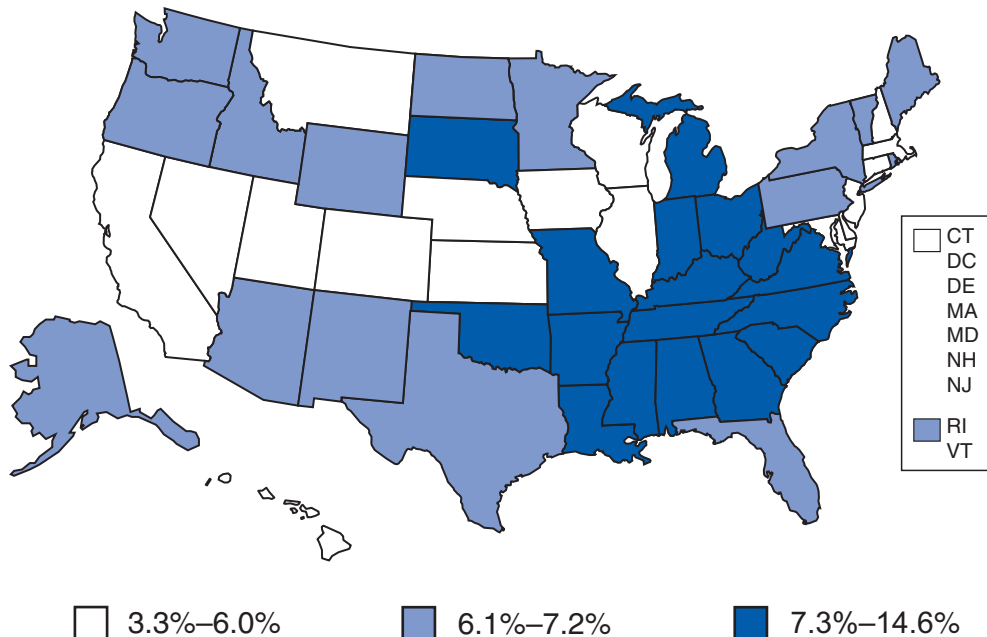 CT
DC
DE
MA
MD
NH
NJ
RI
VT
3.3%–6.0%
6.1%–7.2%
7.3%–14.6%